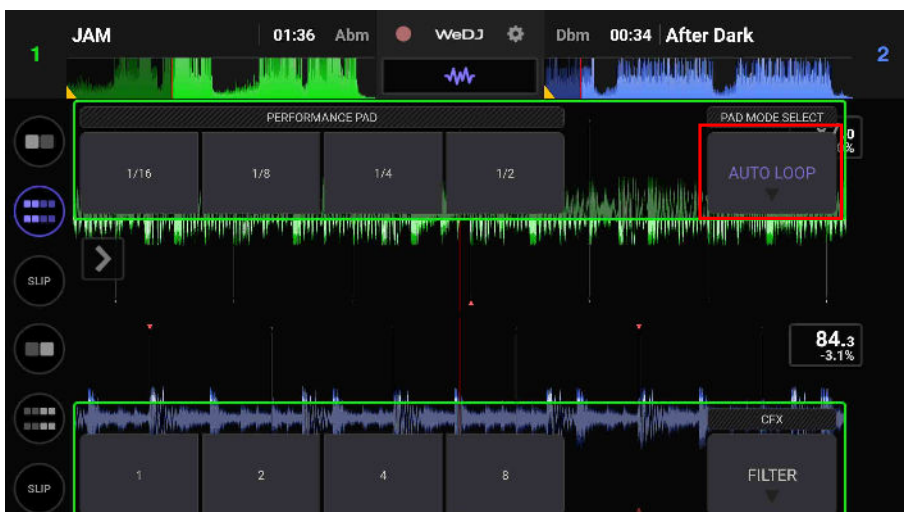 1 JAM 01:36 Abm WeDJ Dbm 00:34 After Dark 2
PERFORMANCE PAD PAD MODE SELECT
1/16 1/8 1/4 1/2 AUTO LOOP
SLIP
84.3
-3.1%
CFX
1 2 4 8 FILTER
SLIP